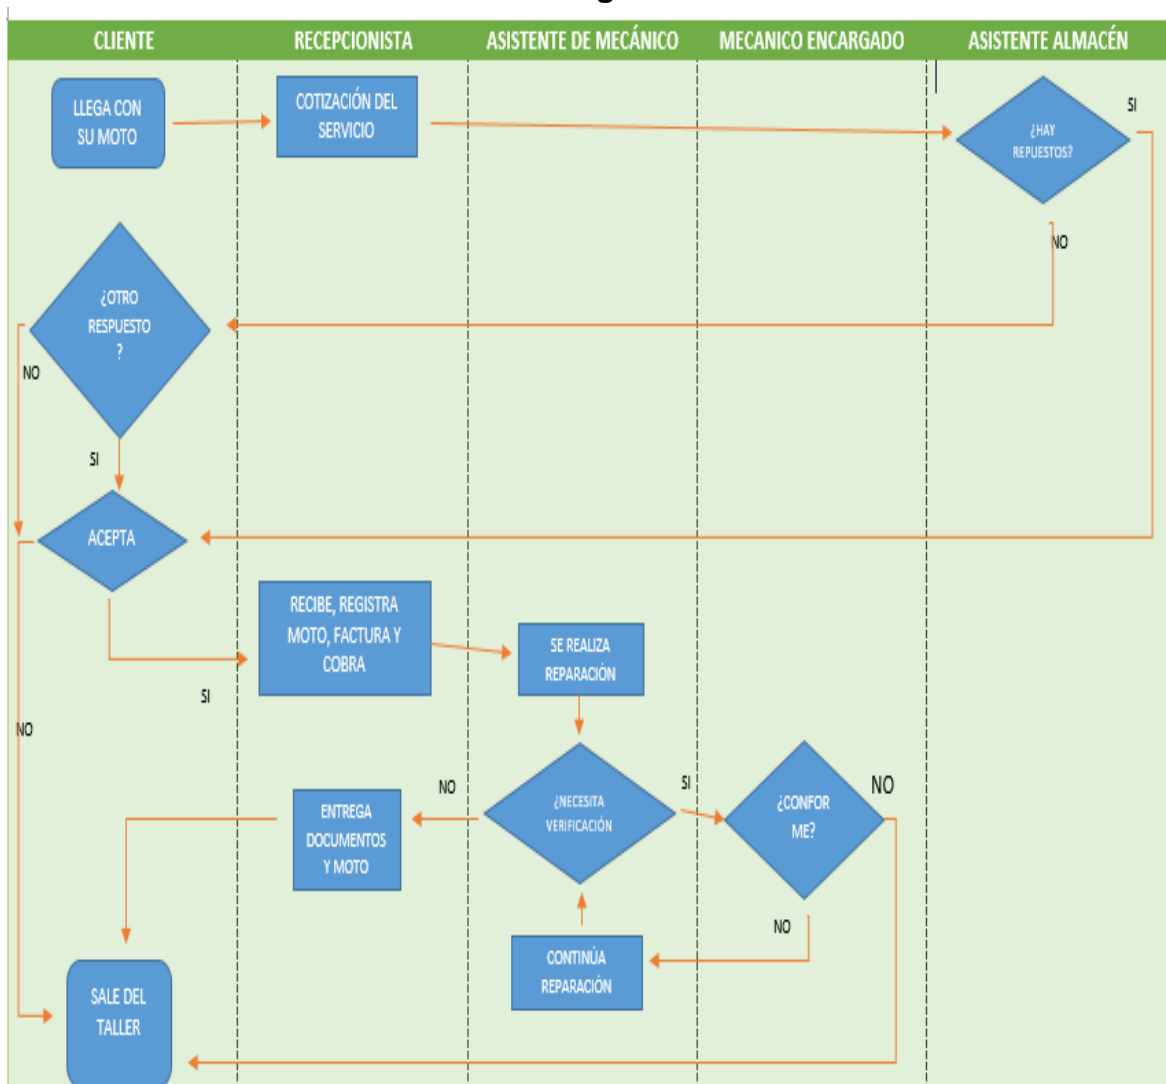 CLIENTE
RECEPCIONISTA
ASISTENTE DE MECÁNICO
MECANICO ENCARGADO
ASISTENTE ALMACÉN
LLEGA CON
SU MOTO
COTIZACIÓN DEL
SERVICIO
¿HAY
REPUESTOS?
SI
NO
¿OTRO
RESPUESTO
?
NO
SI
ACEPTA
RECIBE, REGISTRA
MOTO, FACTURA Y
COBRA
SE REALIZA
REPARACIÓN
SI
NO
¿NECESITA
VERIFICACIÓN
NO
SI
¿CONFOR
ME?
NO
ENTREGA
DOCUMENTOS
Y MOTO
NO
CONTINÚA
REPARACIÓN
SALE DEL
TALLER